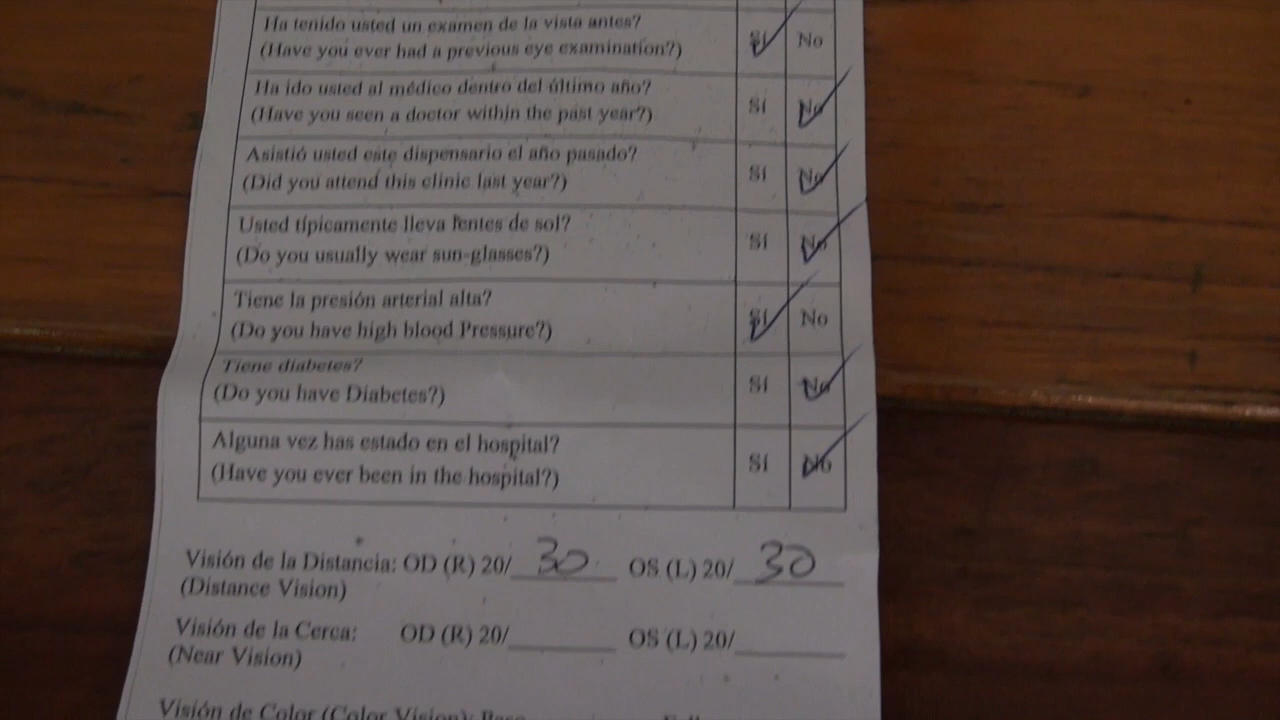 Ha tenido usted un examen de la vista antes?
(Have you ever had a previous eye examination?) Sí No
Ha ido usted al médico dentro del último año?
(Have you seen a doctor within the past year?) Sí No
Asistió usted este dispensario el año pasado?
(Did you attend this clinic last year?) Sí No
Usted típicamente lleva lentes de sol?
(Do you usually wear sun-glasses?) Sí No
Tiene la presión arterial alta?
(Do you have high blood Pressure?) Sí No
Tiene diabetes?
(Do you have Diabetes?) Sí No
Alguna vez has estado en el hospital?
(Have you ever been in the hospital?) Sí No
Visión de la Distancia: OD (R) 20/ 30 OS (L) 20/ 30
(Distance Vision)
Visión de la Cerca: OD (R) 20/ OS (L) 20/
(Near Vision)
Visión de Color (Color Vision):